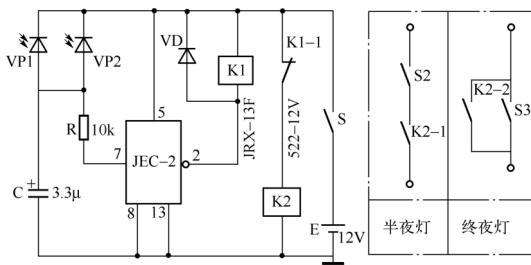 VP1
VP2
VD
K1
K1-1
JRX-13F
522-12V
S
R
10k
5
7
JEC-2
2
8
13
C
+
3.3μ
K2
E
12V
S2
K2-1
K2-2
S3
半夜灯
终夜灯